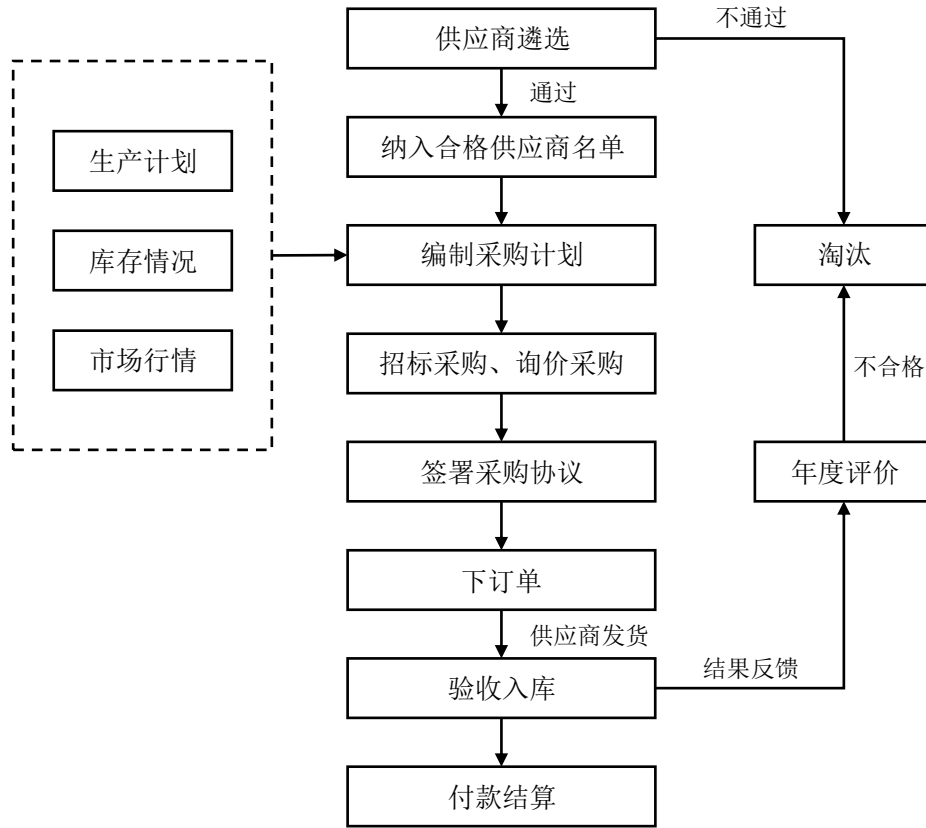 供应商遴选
不通过
通过
纳入合格供应商名单
生产计划
库存情况
市场行情
编制采购计划
淘汰
招标采购、询价采购
不合格
签署采购协议
年度评价
下订单
供应商发货
验收入库
结果反馈
付款结算